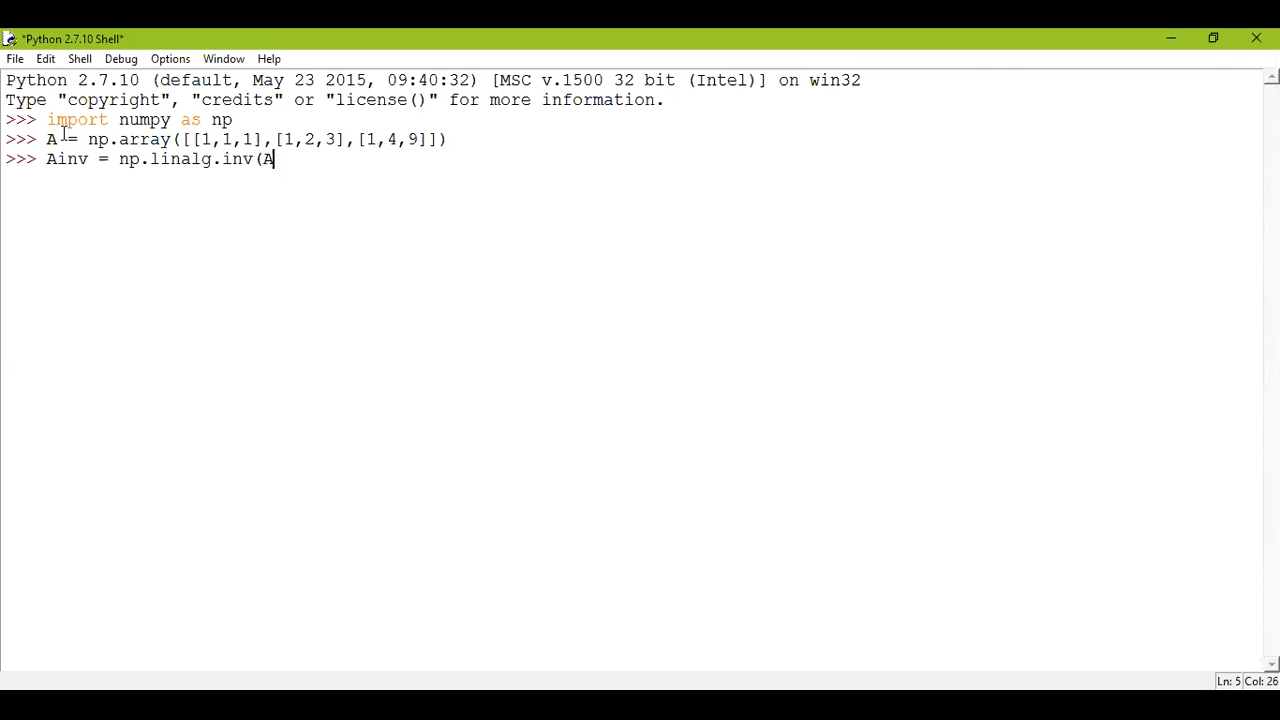 *Python 2.7.10 Shell*
File Edit Shell Debug Options Window Help
Python 2.7.10 (default, May 23 2015, 09:40:32) [MSC v.1500 32 bit (Intel)] on win32
Type "copyright", "credits" or "license()" for more information.
>>> import numpy as np
>>> A = np.array([[1,1,1],[1,2,3],[1,4,9]])
>>> Ainv = np.linalg.inv(A
Ln: 5 Col: 26